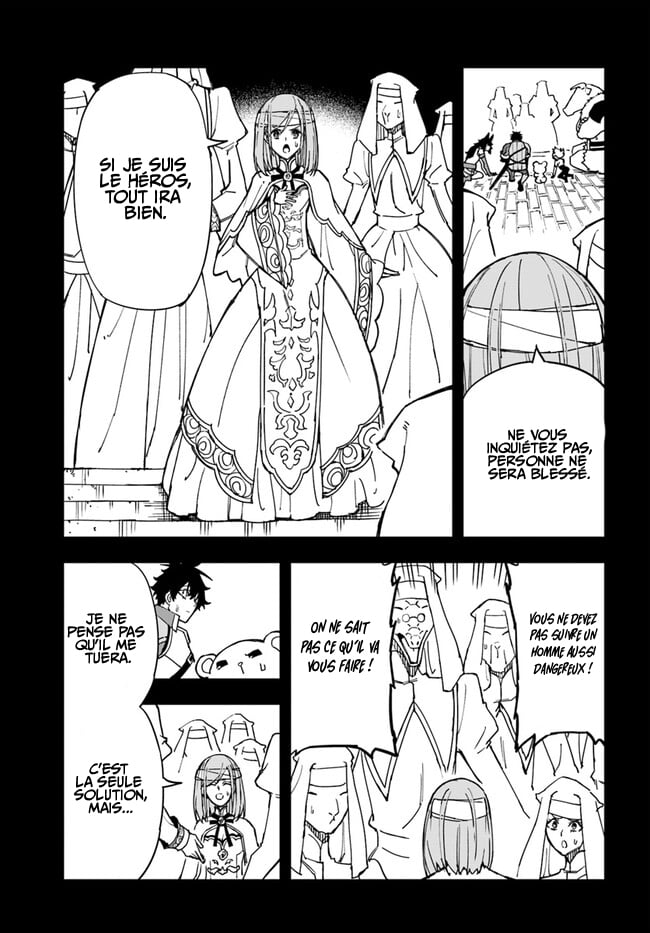 NE VOUS
INQUIÉTEZ PAS,
PERSONNE NE
SERA BLESSÉ.
SI JE SUIS
LE HÉROS,
TOUT IRA
BIEN.
VOUS NE DEVEZ
PAS SUIVRE UN
HOMME AUSSI
DANGEREUX !
ON NE SAIT
PAS CE QU'IL VA
VOUS FAIRE !
JE NE
PENSE PAS
QU'IL ME
TUERA.
C'EST
LA SEULE
SOLUTION,
MAIS...